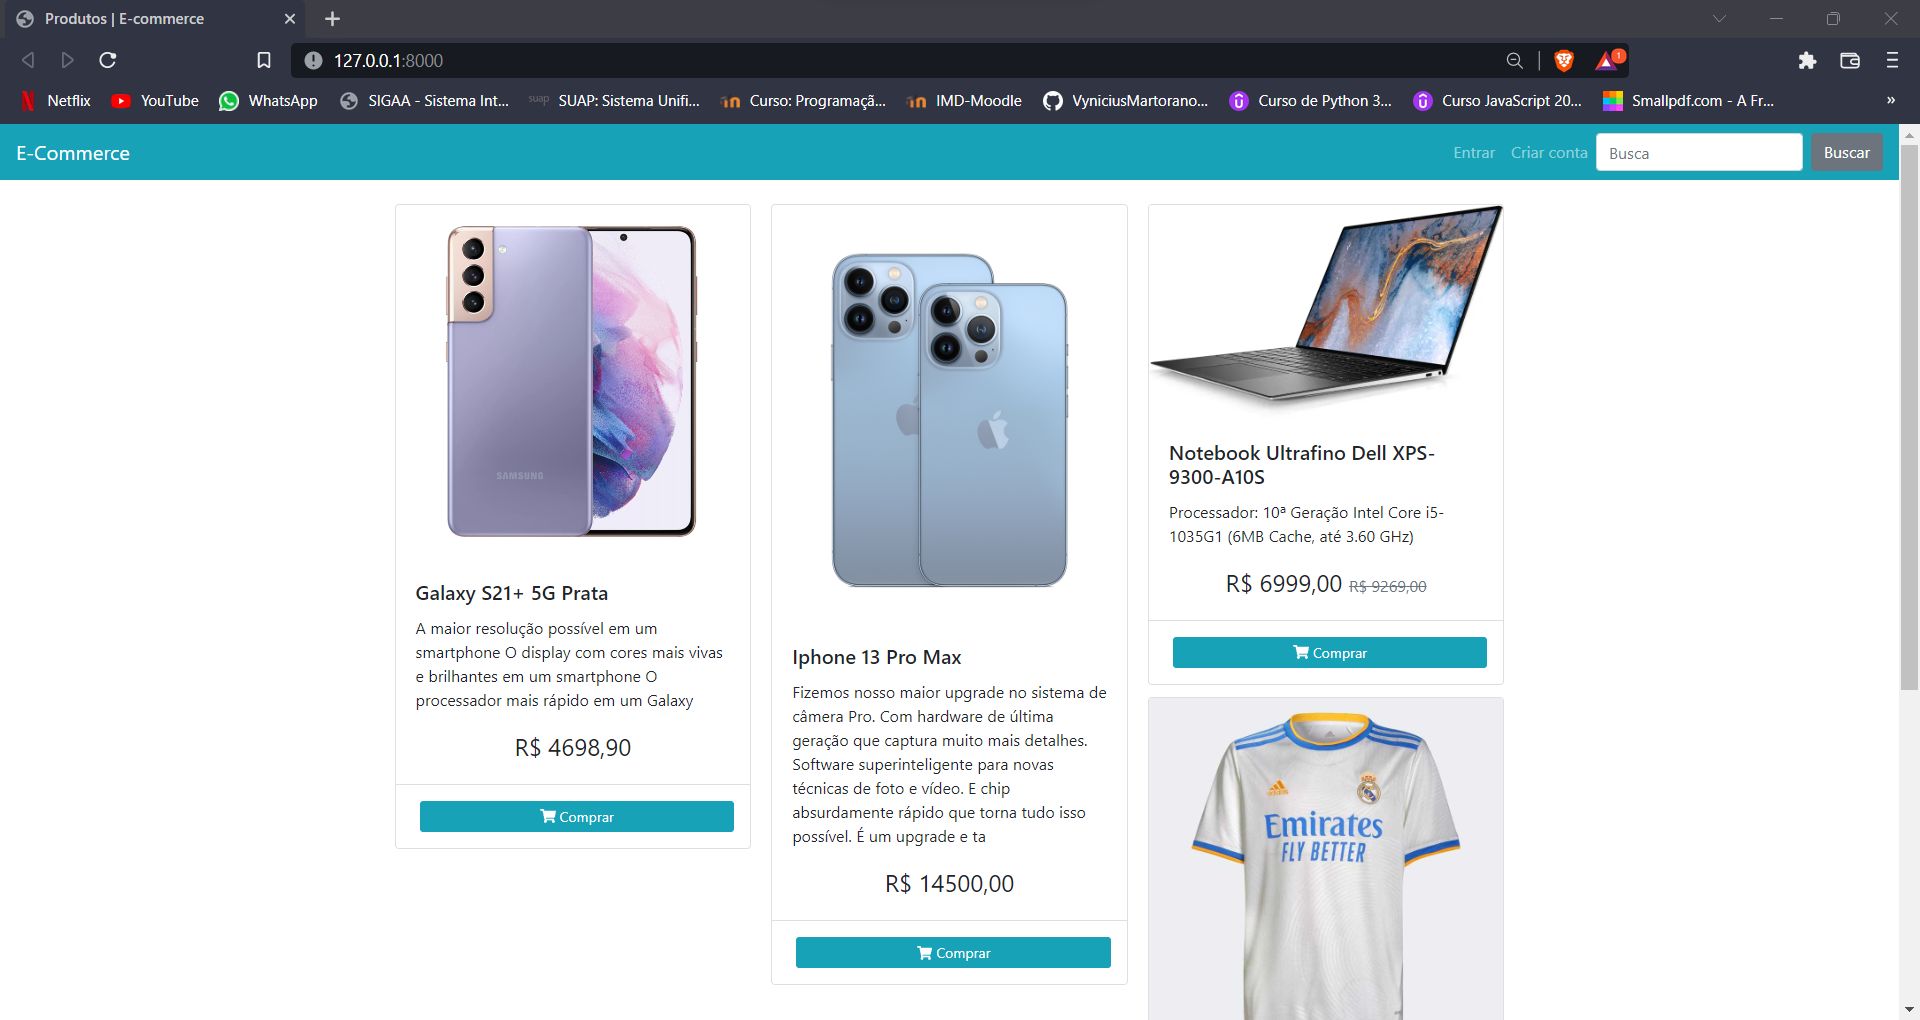 Produtos | E-commerce
127.0.0.1:8000
1
Netflix
YouTube
WhatsApp
SIGAA - Sistema Int...
suap SUAP: Sistema Unifi...
Curso: Programaçã...
IMD-Moodle
VyniciusMartorano...
Curso de Python 3...
Curso JavaScript 20...
Smallpdf.com - A Fr...
»
E-Commerce
Entrar
Criar conta
Busca
Buscar
SAMSUNG
Galaxy S21+ 5G Prata
A maior resolução possível em um
smartphone O display com cores mais vivas
e brilhantes em um smartphone O
processador mais rápido em um Galaxy
R$ 4698,90
Comprar
Iphone 13 Pro Max
Fizemos nosso maior upgrade no sistema de
câmera Pro. Com hardware de última
geração que captura muito mais detalhes.
Software superinteligente para novas
técnicas de foto e vídeo. E chip
absurdamente rápido que torna tudo isso
possível. É um upgrade e ta
R$ 14500,00
Comprar
Notebook Ultrafino Dell XPS-
9300-A10S
Processador: 10ª Geração Intel Core i5-
1035G1 (6MB Cache, até 3.60 GHz)
R$ 6999,00 R$ 9269,00
Comprar
Emirates
FLY BETTER